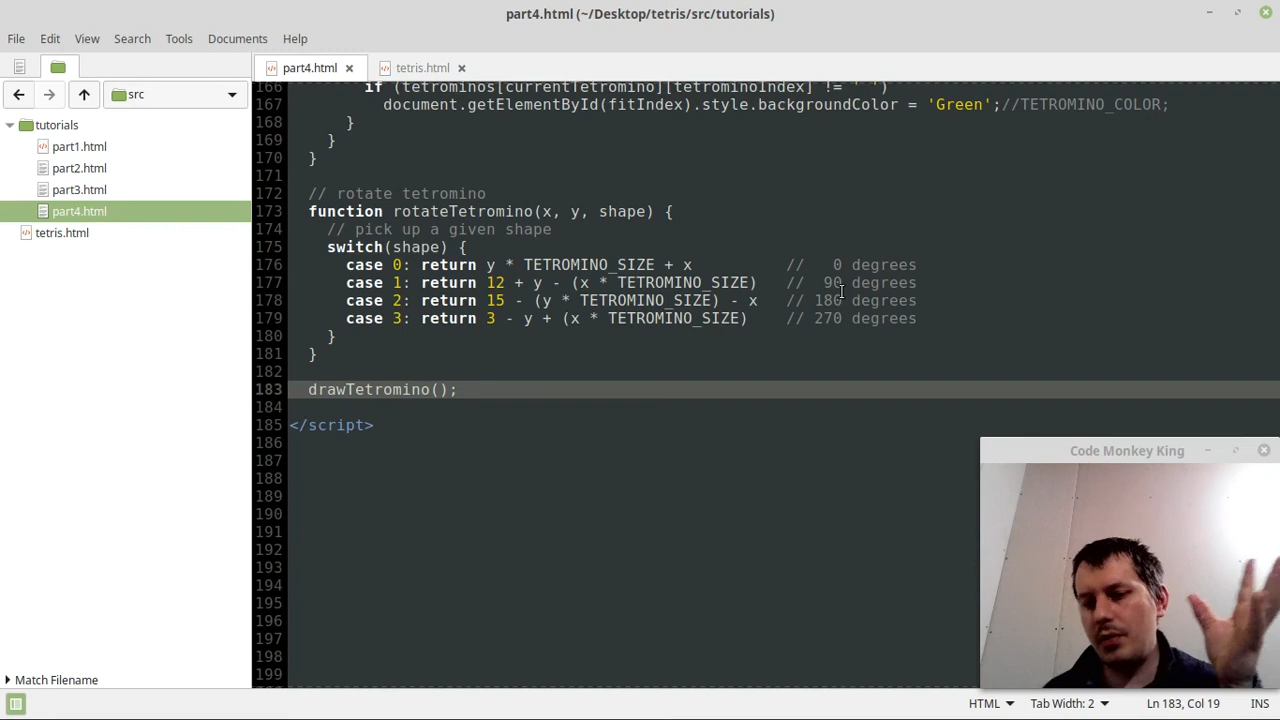 part4.html (~/Desktop/tetris/src/tutorials)
File Edit View Search Tools Documents Help
part4.html tetris.html
src
tutorials
part1.html
part2.html
part3.html
part4.html
tetris.html
166 if (tetrominos[currentTetromino][tetrominoIndex] != ' ')
167 document.getElementById(fitIndex).style.backgroundColor = 'Green';//TETROMINO_COLOR;
168 }
169 }
170 }
171
172 // rotate tetromino
173 function rotateTetromino(x, y, shape) {
174 // pick up a given shape
175 switch(shape) {
176 case 0: return y * TETROMINO_SIZE + x // 0 degrees
177 case 1: return 12 + y - (x * TETROMINO_SIZE) // 90 degrees
178 case 2: return 15 - (y * TETROMINO_SIZE) - x // 180 degrees
179 case 3: return 3 - y + (x * TETROMINO_SIZE) // 270 degrees
180 }
181 }
182
183 drawTetromino();
184
185 </script>
186
187
188
189
190
191
192
193
194
195
196
197
198
199
Code Monkey King
Match Filename
HTML Tab Width: 2 Ln 183, Col 19 INS